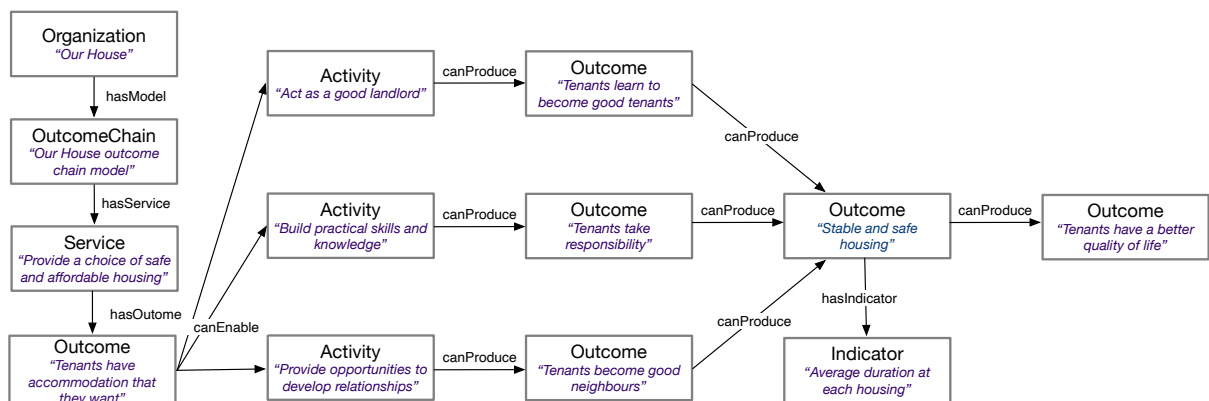 Organization
“Our House”
hasModel
OutcomeChain
“Our House outcome
chain model”
hasService
Service
“Provide a choice of safe
and affordable housing”
hasOutome
Outcome
“Tenants have
accommodation that
they want”
canEnable
Activity
“Act as a good landlord”
canProduce
Outcome
“Tenants learn to
become good tenants”
canProduce
Activity
“Build practical skills and
knowledge”
canProduce
Outcome
“Tenants take
responsibility”
canProduce
Activity
“Provide opportunities to
develop relationships”
canProduce
Outcome
“Tenants become good
neighbours”
canProduce
Outcome
“Stable and safe
housing”
canProduce
Outcome
“Tenants have a better
quality of life”
hasIndicator
Indicator
“Average duration at
each housing”